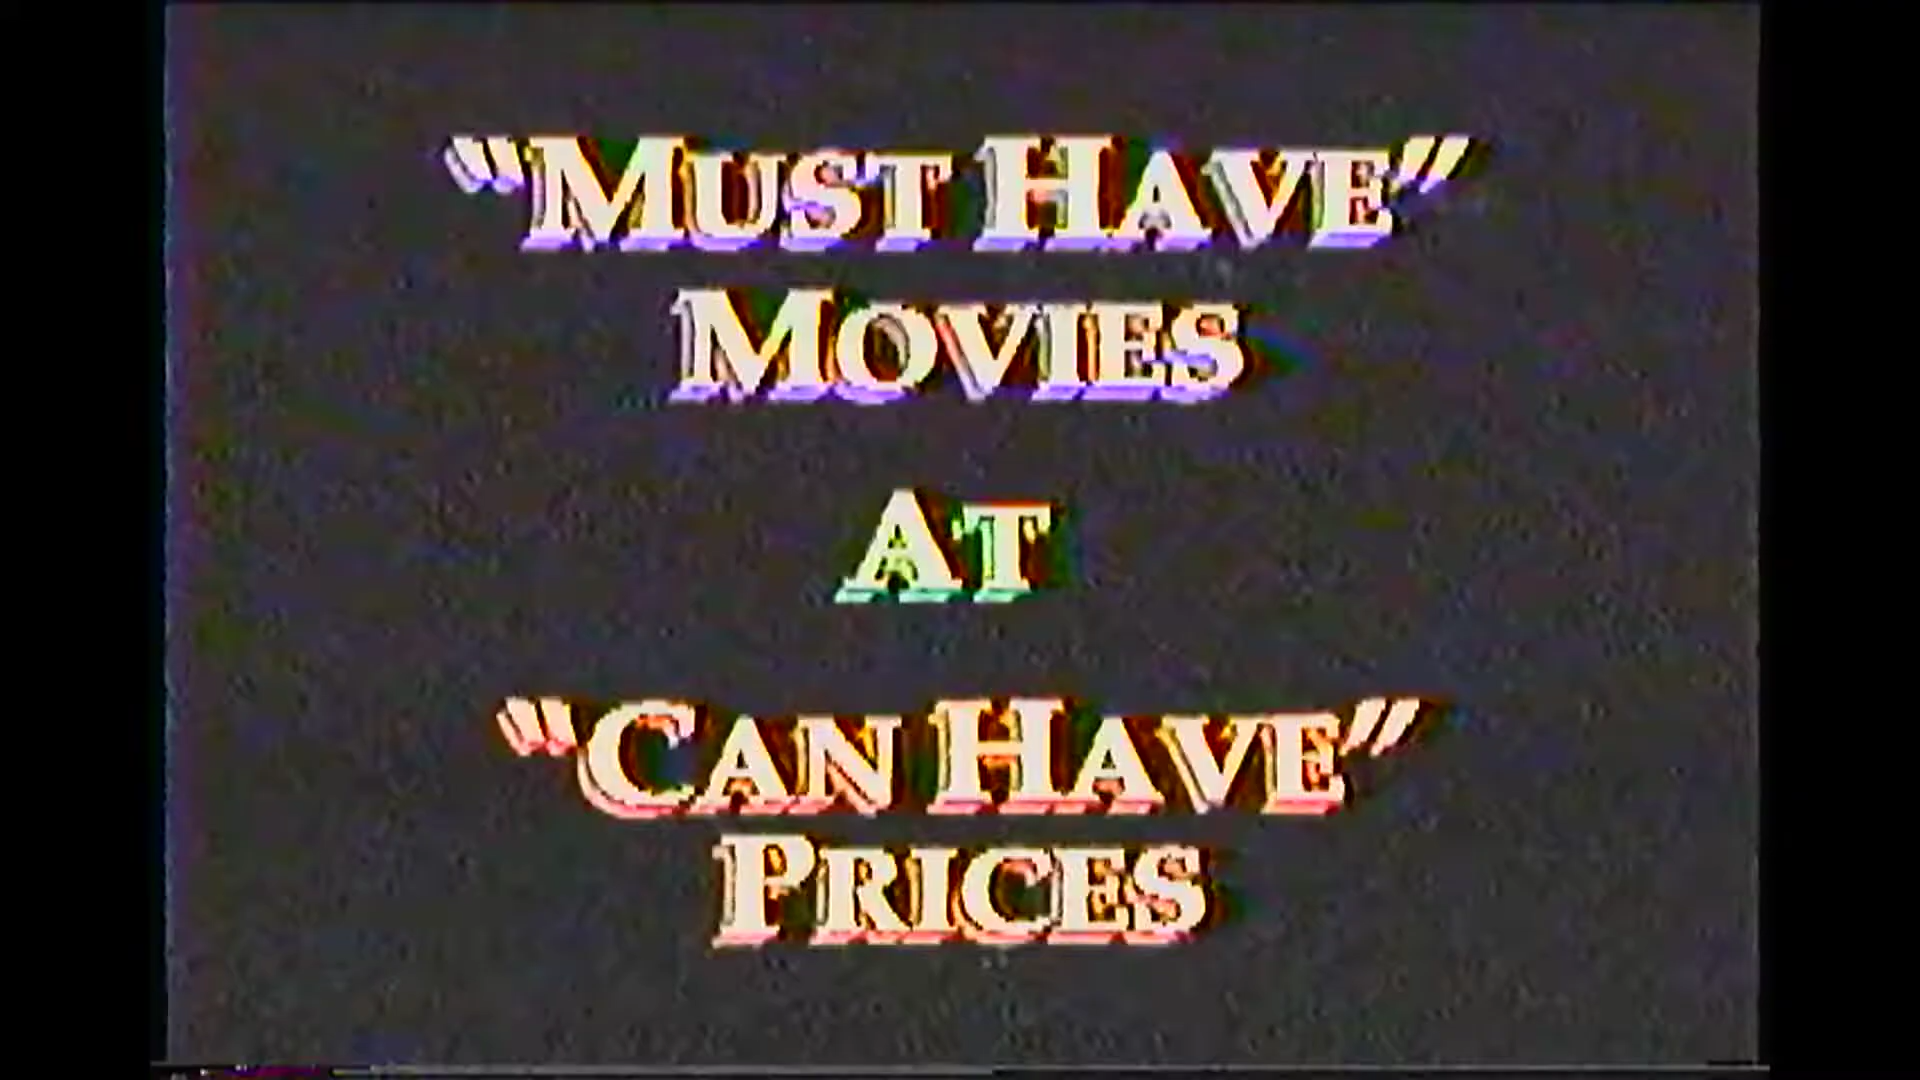 “MUST HAVE”
MOVIES
AT
“CAN HAVE”
PRICES